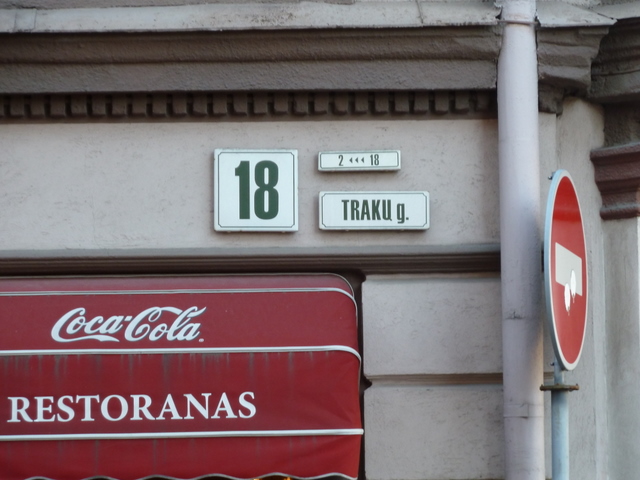 18
2 ◂◂◂ 18
TRAKŲ g.
Coca-Cola
RESTORANAS